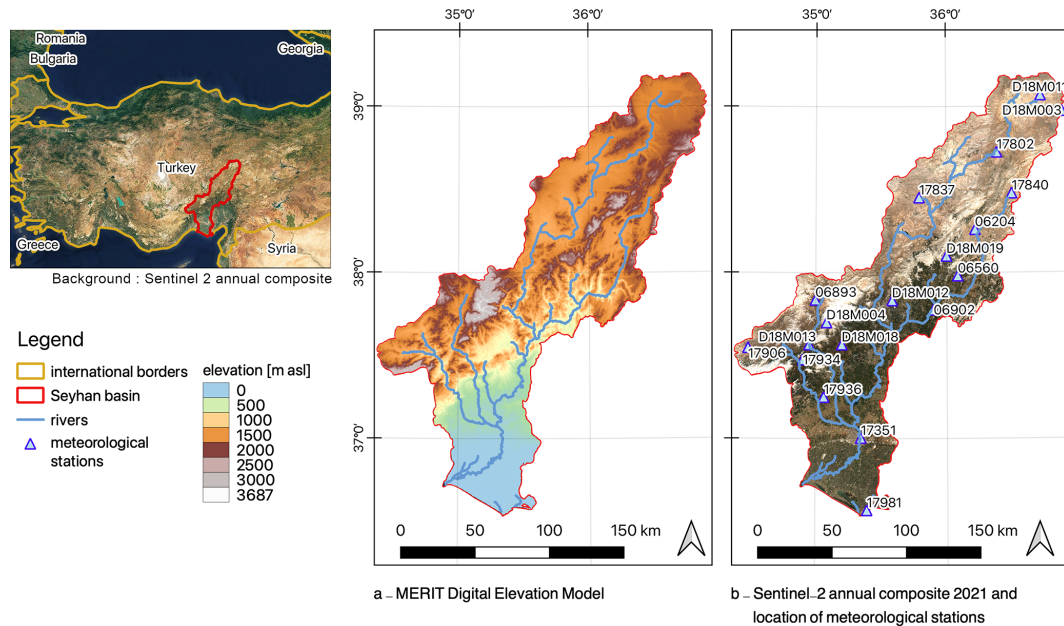 Romania
Bulgaria
Georgia
Turkey
Greece
Syria
Background : Sentinel 2 annual composite
Legend
international borders
Seyhan basin
rivers
meteorological
stations
elevation [m asl]
0
500
1000
1500
2000
2500
3000
3687
35°0' 36°0'
39°0'
38°0'
37°0'
0 50 100 150 km
a – MERIT Digital Elevation Model
35°0' 36°0'
D18M011
D18M003
17802
17837
17840
06204
D18M019
06560
06893
D18M012
D18M004
06902
D18M013
D18M018
17906
17934
17936
17351
17981
0 50 100 150 km
b – Sentinel–2 annual composite 2021 and
location of meteorological stations